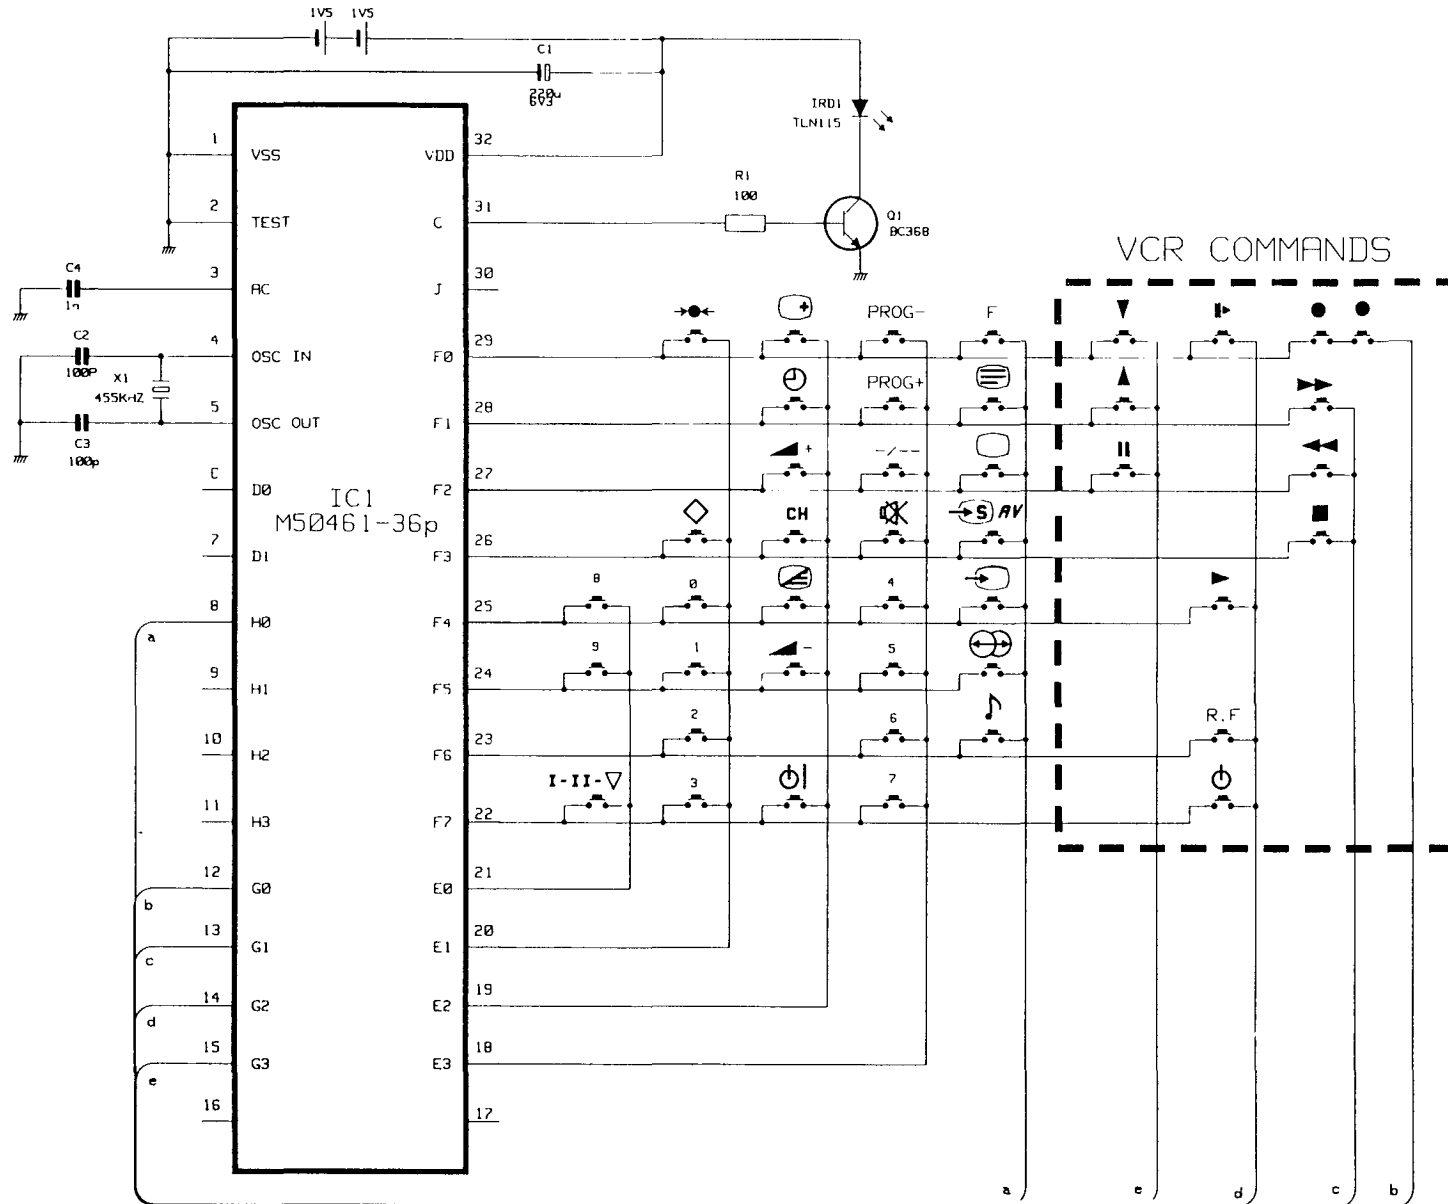 1V5 1V5
C1
220u
6V3
IRD1
TLN115
1 VSS VDD 32
R1
100
2 TEST C 31
Q1
BC368
VCR COMMANDS
C4
1n
3 AC J 30
PROG- F
C2
100P
4 OSC IN F0 29
X1
455KHZ
PROG+
5 OSC OUT F1 28
C3
100p
+ -/--
D0 F2 27
IC1
M50461-36p
CH S AV
7 D1 F3 26
8 0 4
8 H0 F4 25
a
9 1 - 5
9 H1 F5 24
2 6 R.F
10 H2 F6 23
I-II-▽ 3 7
11 H3 F7 22
12 G0 E0 21
b
13 G1 E1 20
c
14 G2 E2 19
d
15 G3 E3 18
e
16 17
a e d c b